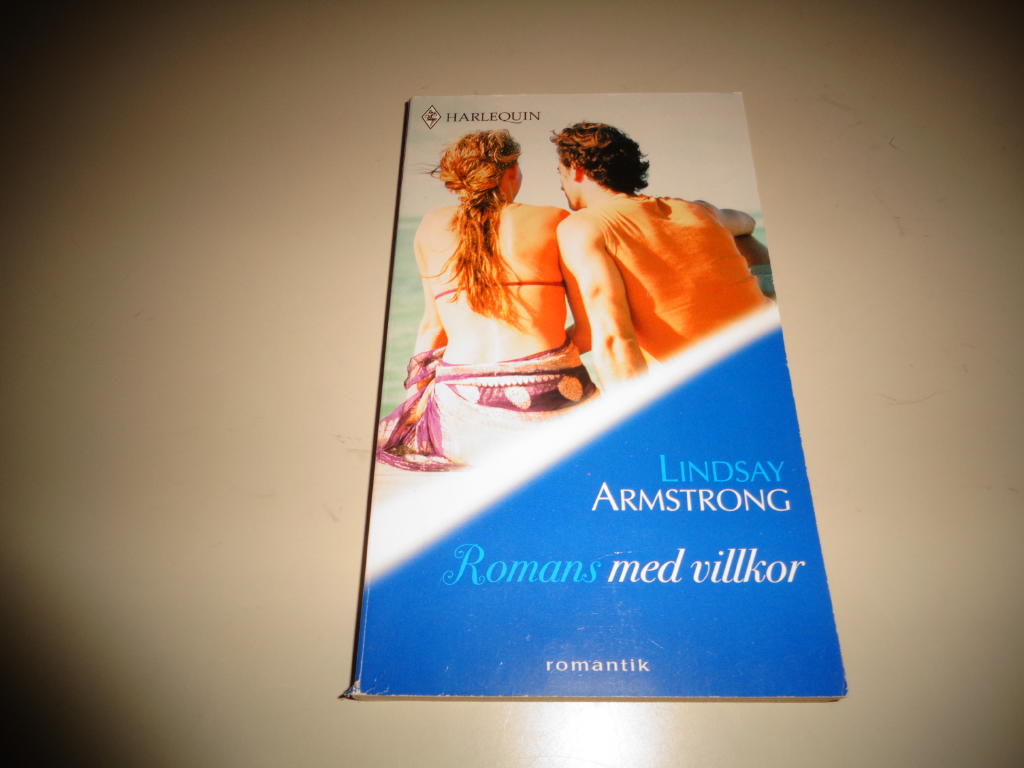 HARLEQUIN
LINDSAY
ARMSTRONG
Romans med villkor
romantik